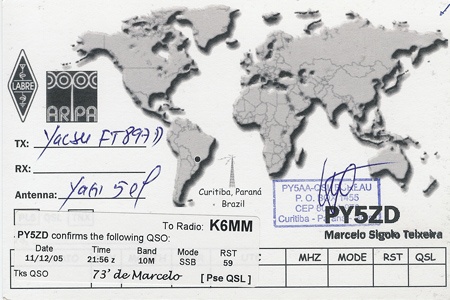 LABRE
ARPA
TX: Yaesu FT897D
RX:
Antenna: Yagi 5el
Curitiba, Paraná
- Brazil
PY5AA-QSL BUREAU
P. O. BOX 1455
CEP
Curitiba -
PY5ZD
Marcelo Sigolo Teixeira
To Radio: K6MM
PY5ZD confirms the following QSO:
Date Time Band Mode RST
11/12/05 21:56 z 10M SSB 59
Tks QSO 73' de Marcelo [ Pse QSL ]
MHZ MODE RST QSL